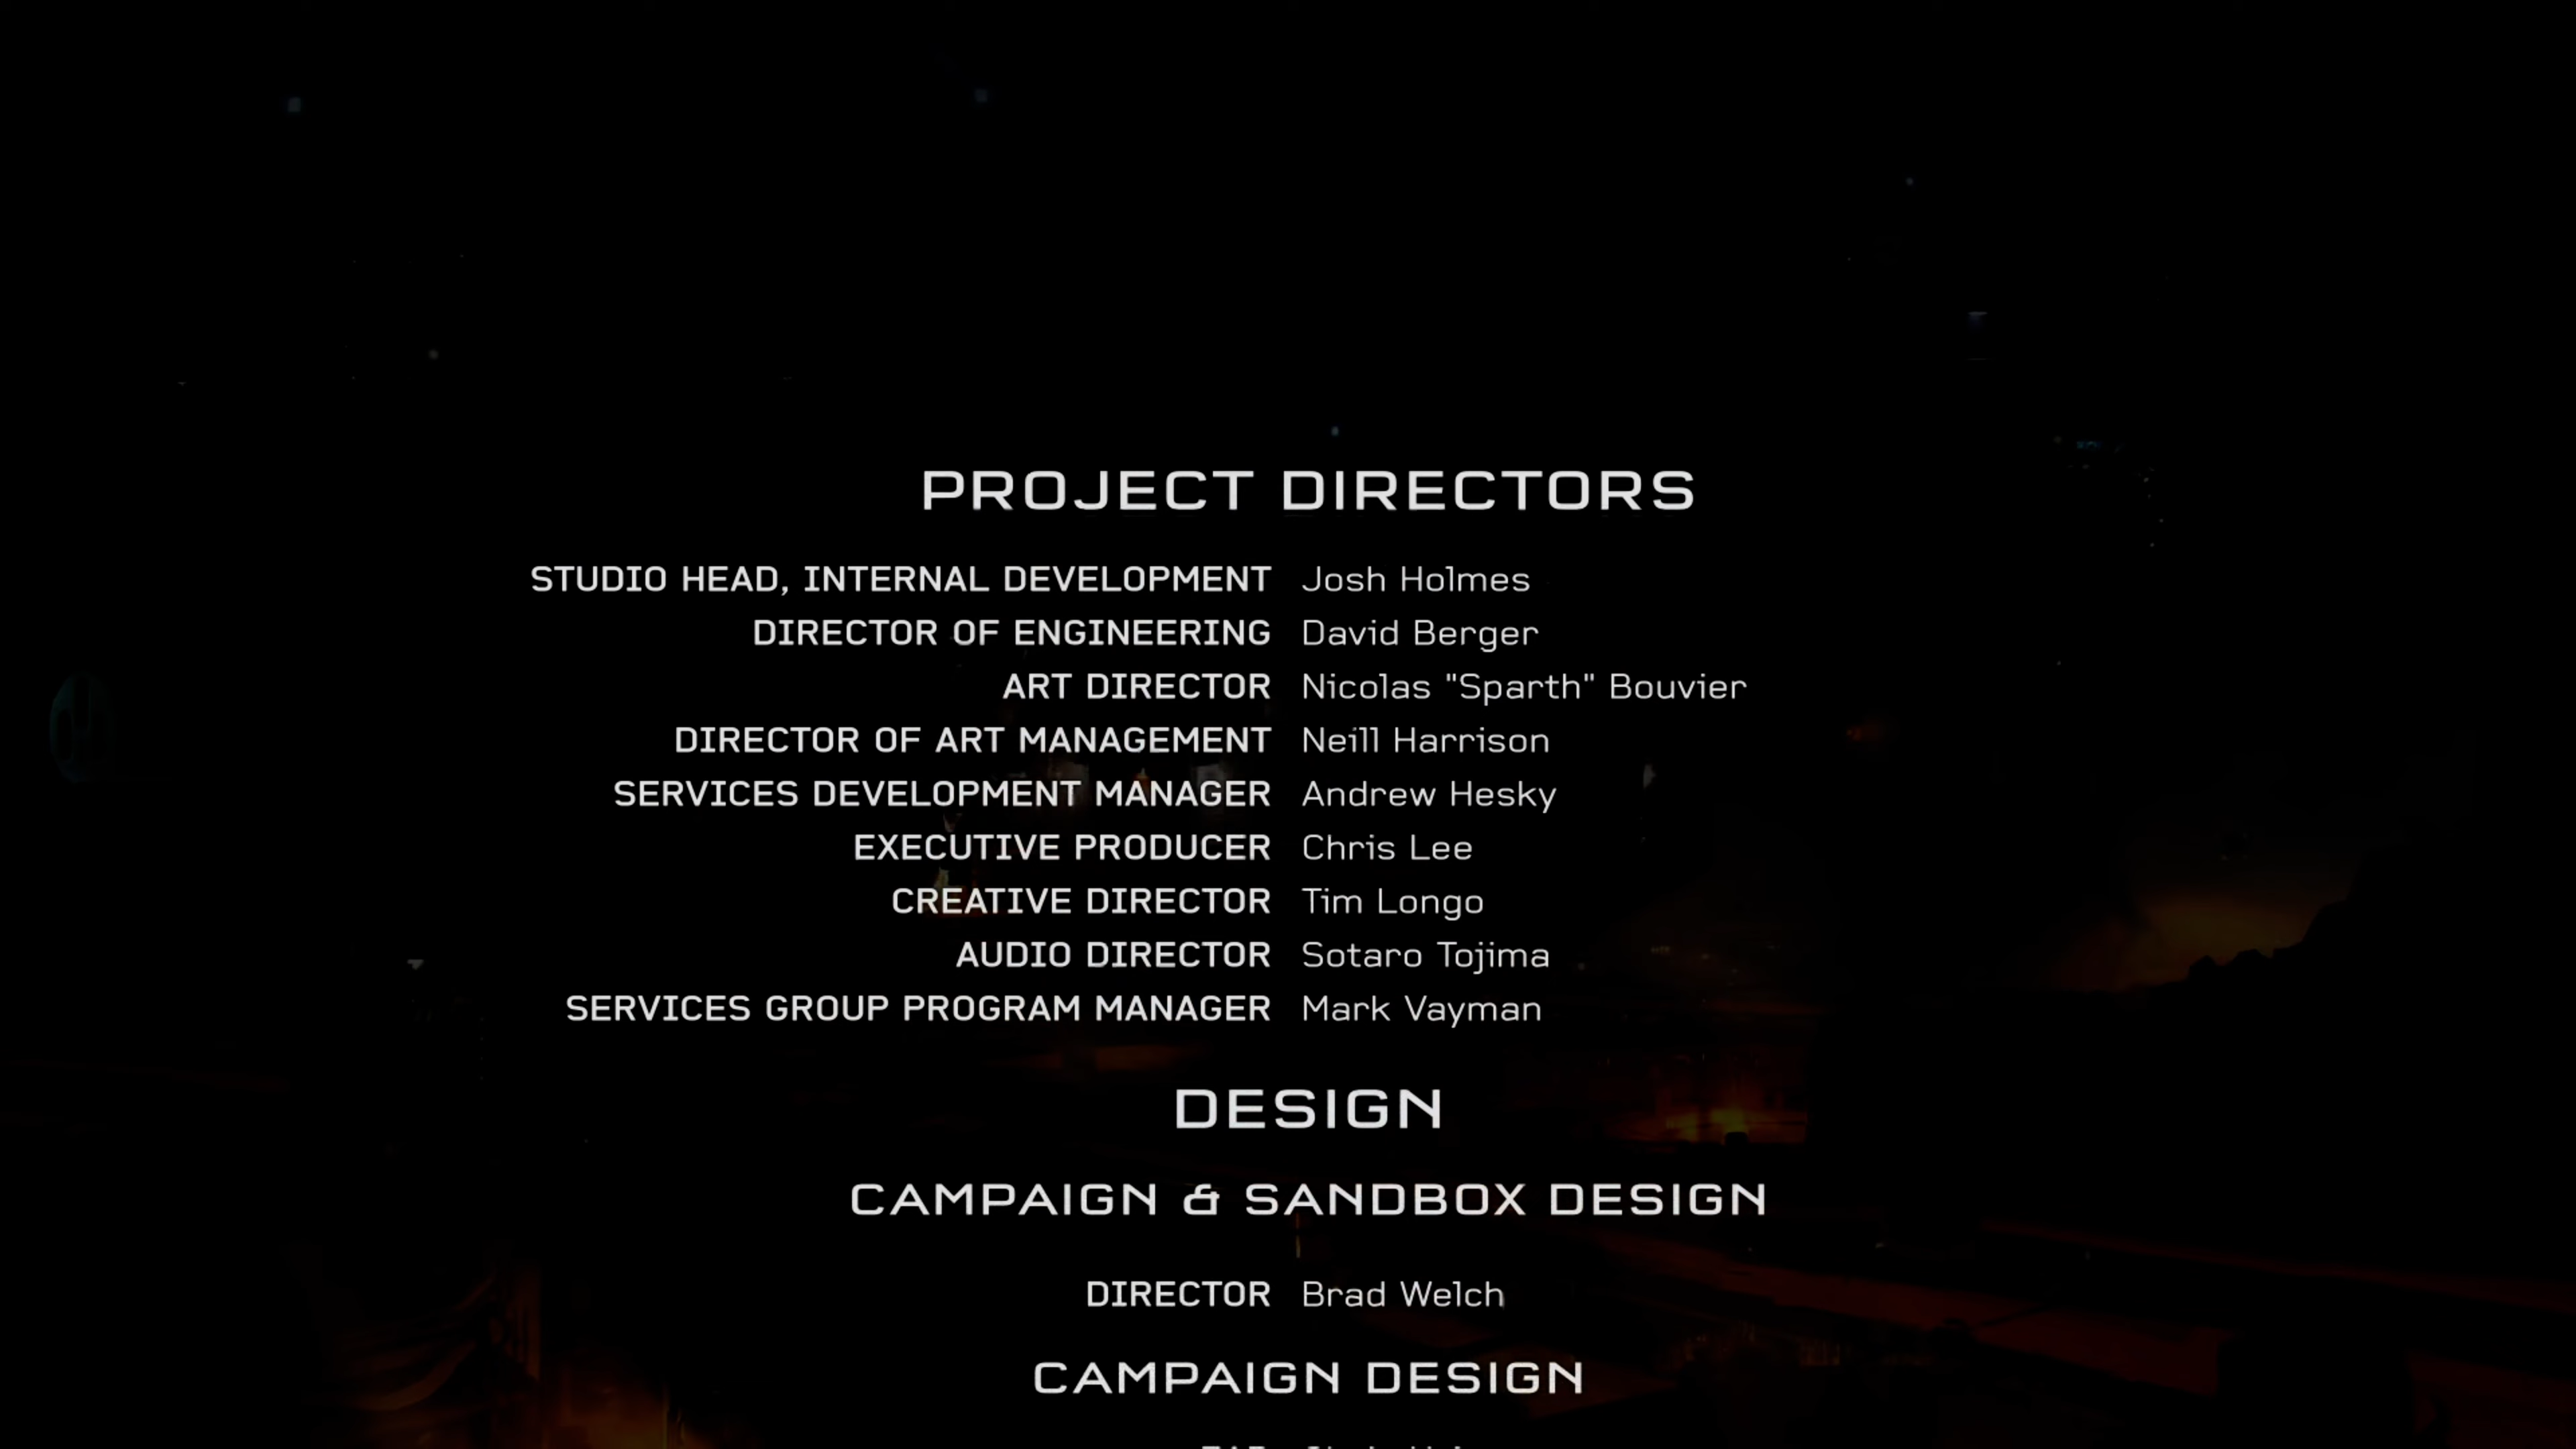 PROJECT DIRECTORS
STUDIO HEAD, INTERNAL DEVELOPMENT Josh Holmes
DIRECTOR OF ENGINEERING David Berger
ART DIRECTOR Nicolas "Sparth" Bouvier
DIRECTOR OF ART MANAGEMENT Neill Harrison
SERVICES DEVELOPMENT MANAGER Andrew Hesky
EXECUTIVE PRODUCER Chris Lee
CREATIVE DIRECTOR Tim Longo
AUDIO DIRECTOR Sotaro Tojima
SERVICES GROUP PROGRAM MANAGER Mark Vayman
DESIGN
CAMPAIGN & SANDBOX DESIGN
DIRECTOR Brad Welch
CAMPAIGN DESIGN